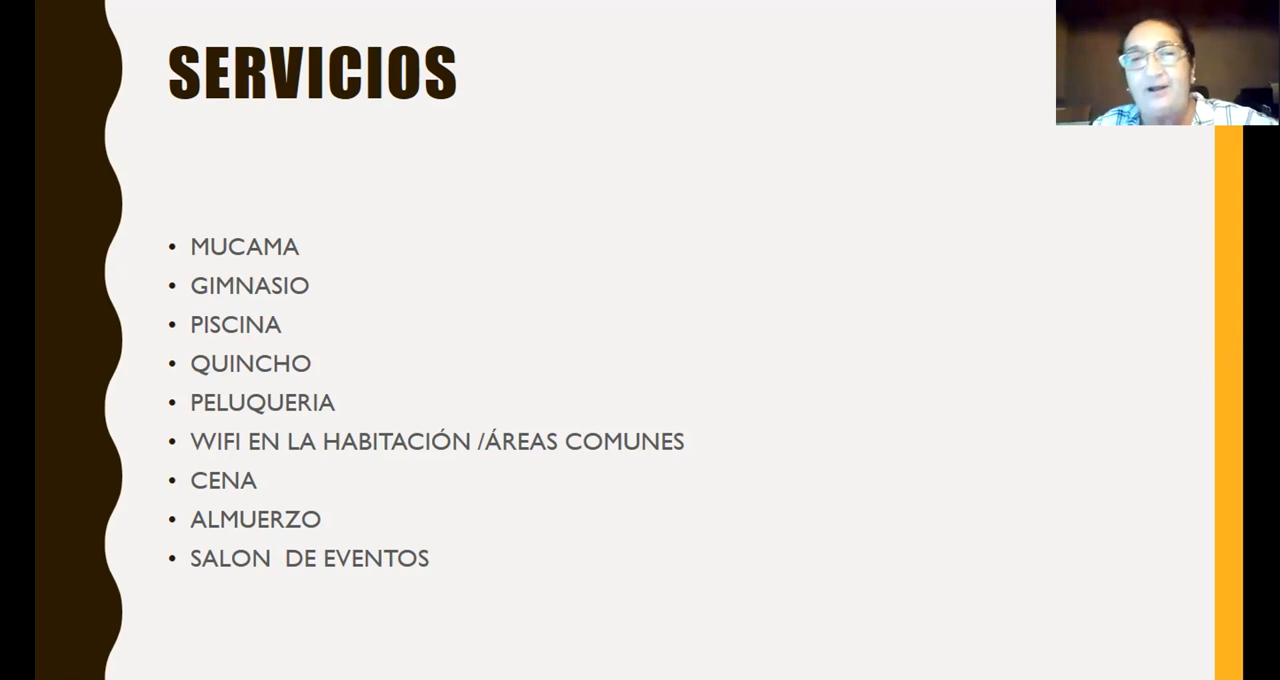 SERVICIOS
• MUCAMA
• GIMNASIO
• PISCINA
• QUINCHO
• PELUQUERIA
• WIFI EN LA HABITACIÓN /ÁREAS COMUNES
• CENA
• ALMUERZO
• SALON  DE EVENTOS